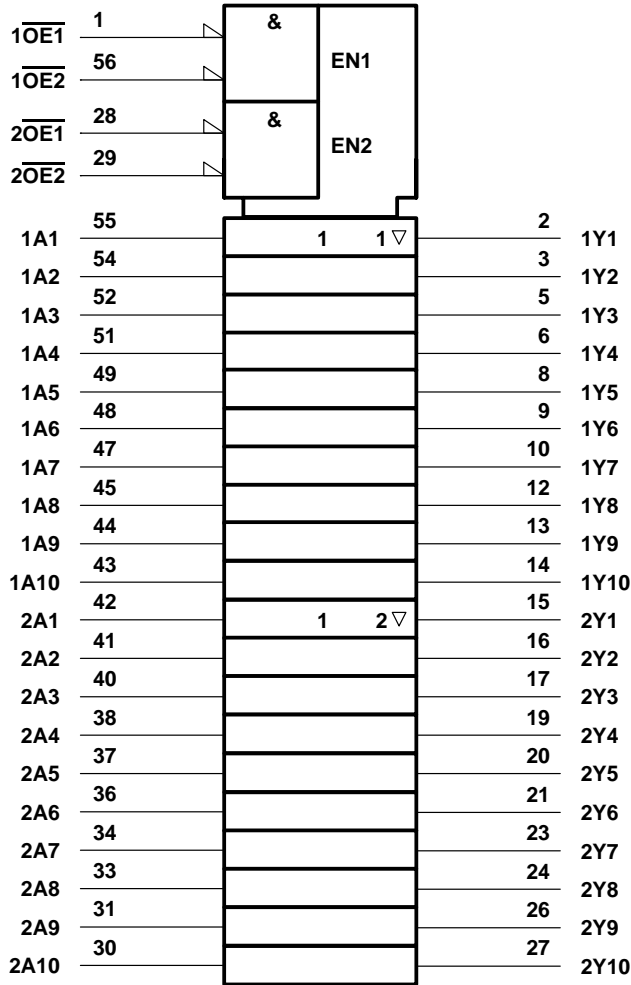 1OE1 1 &
1OE2 56 EN1
2OE1 28 &
2OE2 29 EN2
1A1 55 1 1 ▽ 2 1Y1
1A2 54 3 1Y2
1A3 52 5 1Y3
1A4 51 6 1Y4
1A5 49 8 1Y5
1A6 48 9 1Y6
1A7 47 10 1Y7
1A8 45 12 1Y8
1A9 44 13 1Y9
1A10 43 14 1Y10
2A1 42 1 2 ▽ 15 2Y1
2A2 41 16 2Y2
2A3 40 17 2Y3
2A4 38 19 2Y4
2A5 37 20 2Y5
2A6 36 21 2Y6
2A7 34 23 2Y7
2A8 33 24 2Y8
2A9 31 26 2Y9
2A10 30 27 2Y10